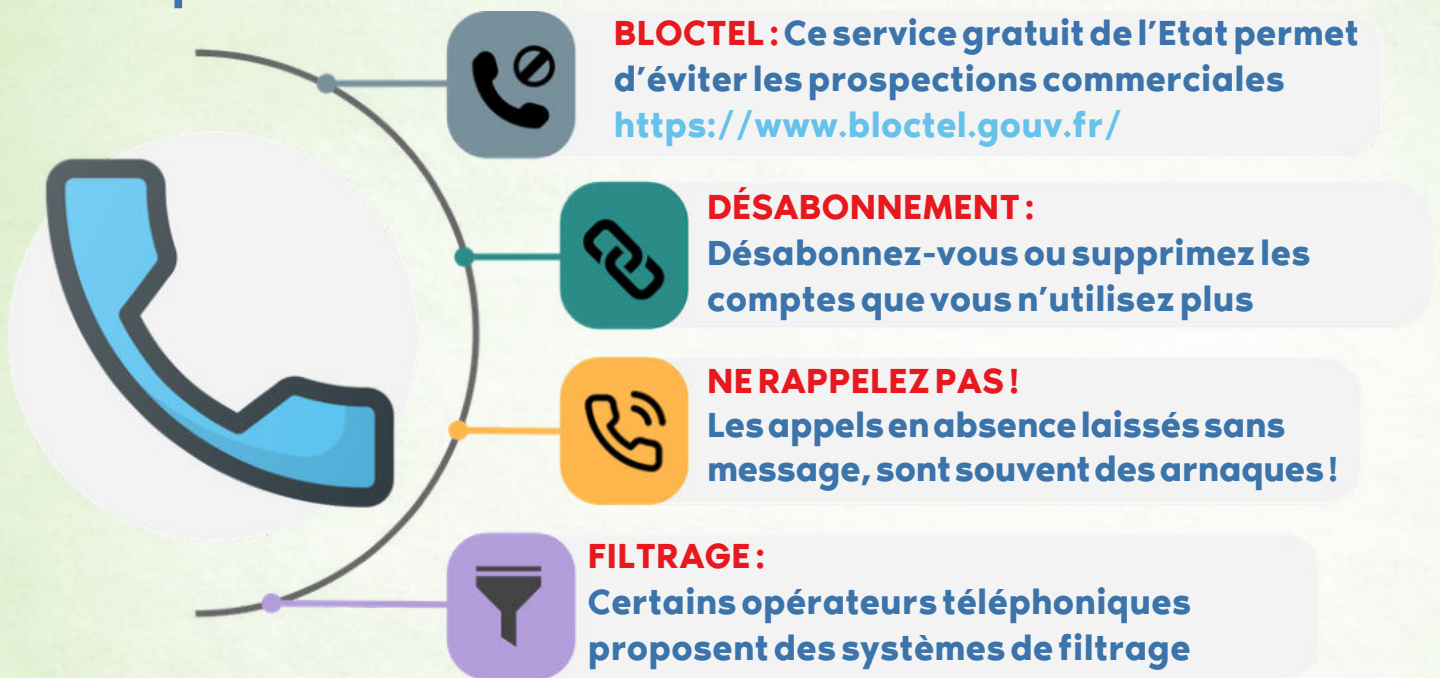 BLOCTEL : Ce service gratuit de l’Etat permet
d’éviter les prospections commerciales
https://www.bloctel.gouv.fr/
DÉSABONNEMENT :
Désabonnez-vous ou supprimez les
comptes que vous n’utilisez plus
NE RAPPELEZ PAS !
Les appels en absence laissés sans
message, sont souvent des arnaques !
FILTRAGE :
Certains opérateurs téléphoniques
proposent des systèmes de filtrage